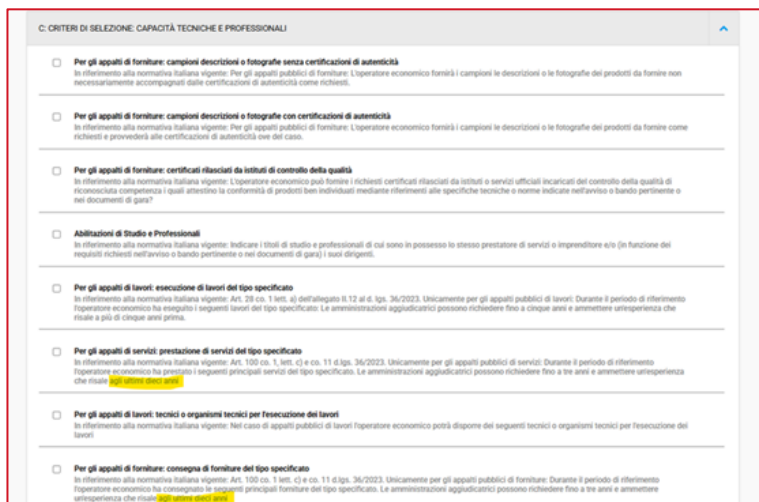 C: CRITERI DI SELEZIONE: CAPACITÀ TECNICHE E PROFESSIONALI
Per gli appalti di forniture: campioni descrizioni o fotografie senza certificazioni di autenticità
In riferimento alla normativa italiana vigente: Per gli appalti pubblici di forniture: L'operatore economico fornirà i campioni le descrizioni o le fotografie dei prodotti da fornire non
necessariamente accompagnati dalle certificazioni di autenticità come richiesti.
Per gli appalti di forniture: campioni descrizioni o fotografie con certificazioni di autenticità
In riferimento alla normativa italiana vigente: Per gli appalti pubblici di forniture: L'operatore economico fornirà i campioni le descrizioni o le fotografie dei prodotti da fornire come
richiesti e provvederà alle certificazioni di autenticità ove del caso.
Per gli appalti di forniture: certificati rilasciati da istituti di controllo della qualità
In riferimento alla normativa italiana vigente: L'operatore economico può fornire i richiesti certificati rilasciati da istituti o servizi ufficiali incaricati del controllo della qualità di
riconosciuta competenza i quali attestino la conformità di prodotti ben individuati mediante riferimenti alle specifiche tecniche o norme indicate nell'avviso o bando pertinente o
nei documenti di gara?
Abilitazioni di Studio e Professionali
In riferimento alla normativa italiana vigente: Indicare i titoli di studio e professionali di cui sono in possesso lo stesso prestatore di servizi o imprenditore e/o (in funzione dei
requisiti richiesti nell'avviso o bando pertinente o nei documenti di gara) i suoi dirigenti.
Per gli appalti di lavori: esecuzione di lavori del tipo specificato
In riferimento alla normativa italiana vigente: Art. 28 co. 1 lett. a) dell'allegato II.12 al d. lgs. 36/2023. Unicamente per gli appalti pubblici di lavori: Durante il periodo di riferimento
l'operatore economico ha eseguito i seguenti lavori del tipo specificato: Le amministrazioni aggiudicatrici possono richiedere fino a cinque anni e ammettere un'esperienza che
risale a più di cinque anni prima.
Per gli appalti di servizi: prestazione di servizi del tipo specificato
In riferimento alla normativa italiana vigente: Art. 100 co. 1, lett. c) e co. 11 d.lgs. 36/2023. Unicamente per gli appalti pubblici di servizi: Durante il periodo di riferimento
l'operatore economico ha prestato i seguenti principali servizi del tipo specificato. Le amministrazioni aggiudicatrici possono richiedere fino a tre anni e ammettere un'esperienza
che risale agli ultimi dieci anni
Per gli appalti di lavori: tecnici o organismi tecnici per l'esecuzione dei lavori
In riferimento alla normativa italiana vigente: Nel caso di appalti pubblici di lavori l'operatore economico potrà disporre dei seguenti tecnici o organismi tecnici per l'esecuzione dei
lavori
Per gli appalti di forniture: consegna di forniture del tipo specificato
In riferimento alla normativa italiana vigente: Art. 100 co. 1 lett. c) e co. 11 d.lgs. 36/2023. Unicamente per gli appalti pubblici di forniture: Durante il periodo di riferimento
l'operatore economico ha consegnato le seguenti principali forniture del tipo specificato. Le amministrazioni aggiudicatrici possono richiedere fino a tre anni e ammettere
un'esperienza che risale agli ultimi dieci anni